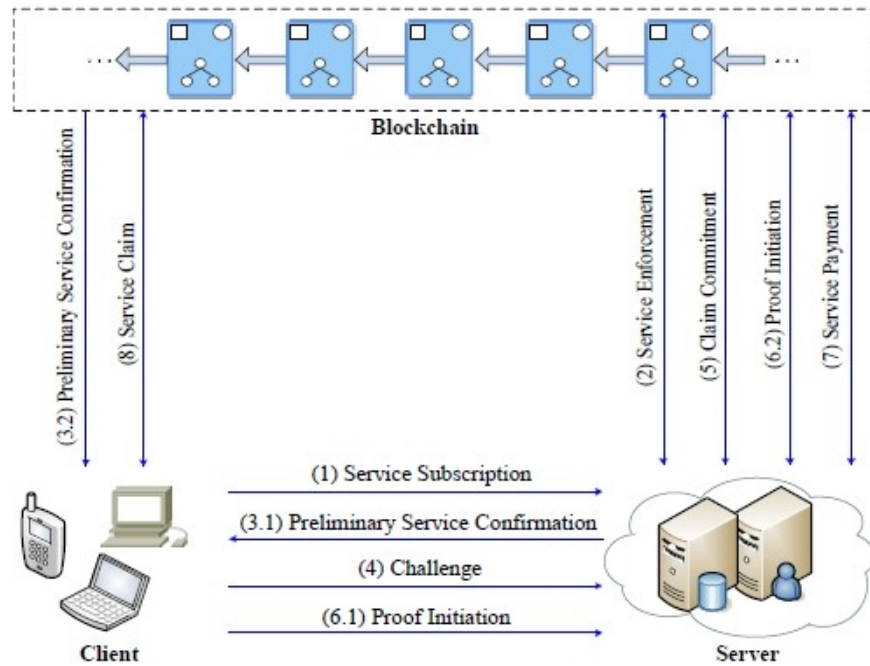 ... ...
Blockchain
(3.2) Preliminary Service Confirmation
(8) Service Claim
(2) Service Enforcement
(5) Claim Commitment
(6.2) Proof Initiation
(7) Service Payment
(1) Service Subscription
(3.1) Preliminary Service Confirmation
(4) Challenge
(6.1) Proof Initiation
Client
Server